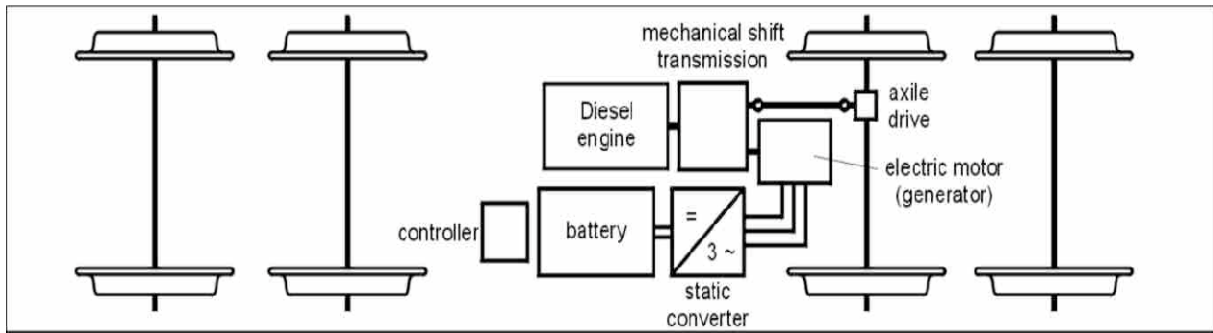 mechanical shift
transmission
Diesel
engine
axile
drive
electric motor
(generator)
controller
battery
=
3 ~
static
converter